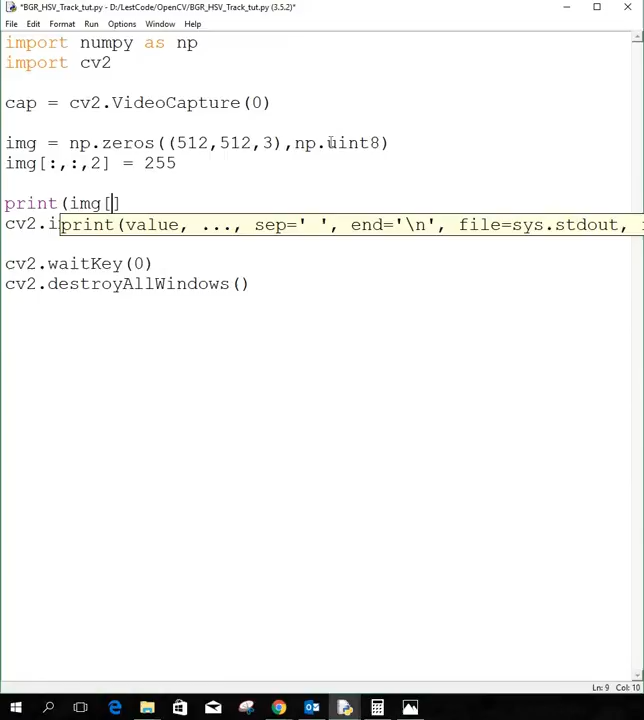 *BGR_HSV_Track_tut.py - D:/LestCode/OpenCV/BGR_HSV_Track_tut.py (3.5.2)*
File Edit Format Run Options Window Help
import numpy as np
import cv2
cap = cv2.VideoCapture(0)
img = np.zeros((512,512,3),np.uint8)
img[:,:,2] = 255
print(img[]
cv2.i
print(value, ..., sep=' ', end='\n', file=sys.stdout,
cv2.waitKey(0)
cv2.destroyAllWindows()
Ln: 9 Col: 10